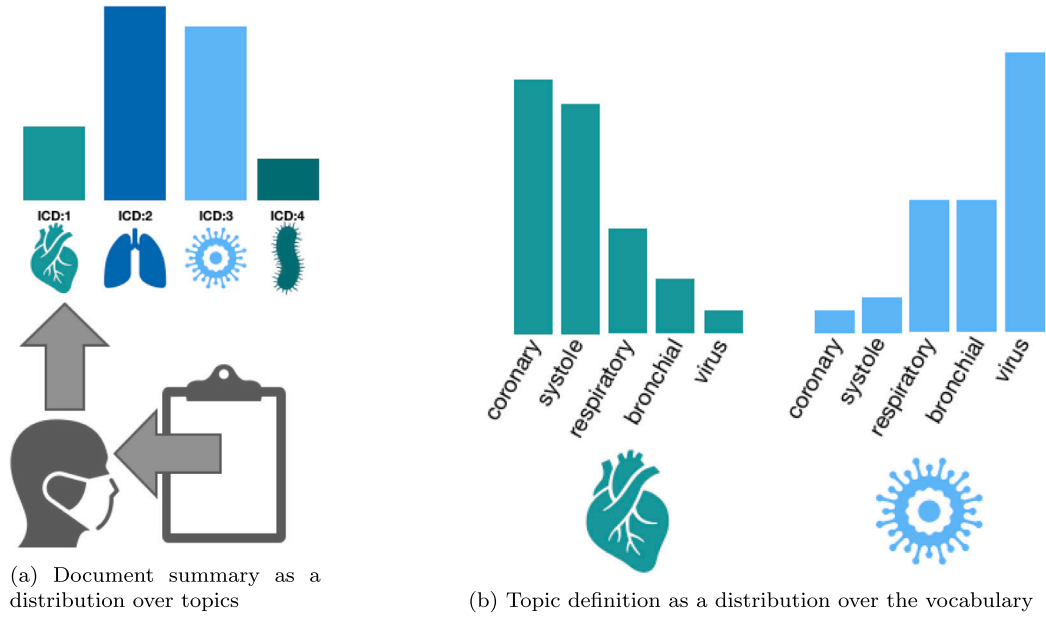 ICD:1 ICD:2 ICD:3 ICD:4
(a) Document summary as a
distribution over topics
coronary
systole
respiratory
bronchial
virus
coronary
systole
respiratory
bronchial
virus
(b) Topic definition as a distribution over the vocabulary